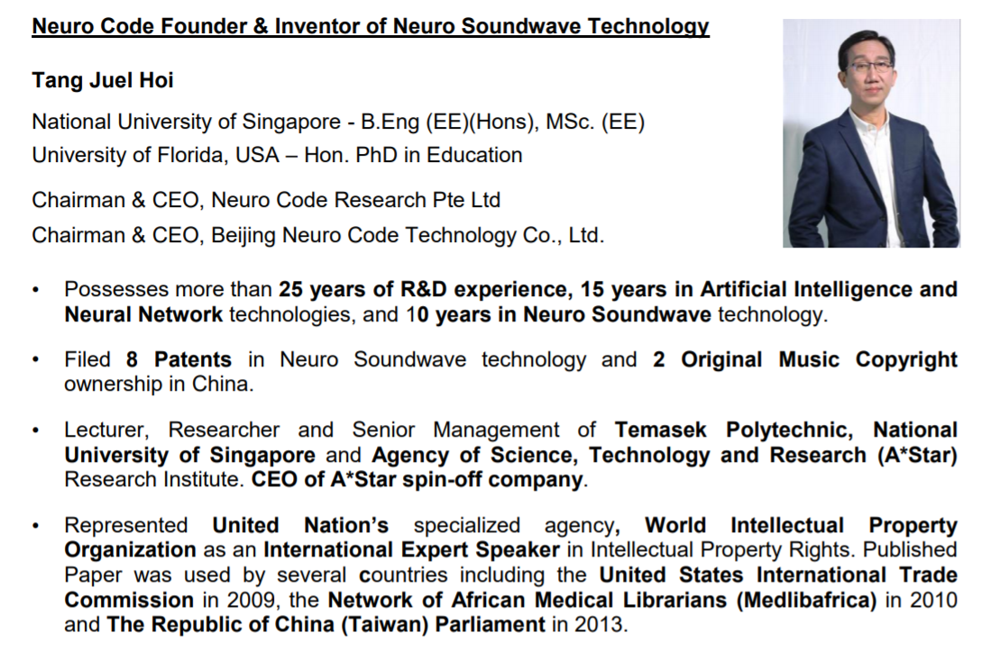 Neuro Code Founder & Inventor of Neuro Soundwave Technology
Tang Juel Hoi
National University of Singapore - B.Eng (EE)(Hons), MSc. (EE)
University of Florida, USA – Hon. PhD in Education
Chairman & CEO, Neuro Code Research Pte Ltd
Chairman & CEO, Beijing Neuro Code Technology Co., Ltd.
• Possesses more than 25 years of R&D experience, 15 years in Artificial Intelligence and
Neural Network technologies, and 10 years in Neuro Soundwave technology.
• Filed 8 Patents in Neuro Soundwave technology and 2 Original Music Copyright
ownership in China.
• Lecturer, Researcher and Senior Management of Temasek Polytechnic, National
University of Singapore and Agency of Science, Technology and Research (A*Star)
Research Institute. CEO of A*Star spin-off company.
• Represented United Nation’s specialized agency, World Intellectual Property
Organization as an International Expert Speaker in Intellectual Property Rights. Published
Paper was used by several countries including the United States International Trade
Commission in 2009, the Network of African Medical Librarians (Medlibafrica) in 2010
and The Republic of China (Taiwan) Parliament in 2013.